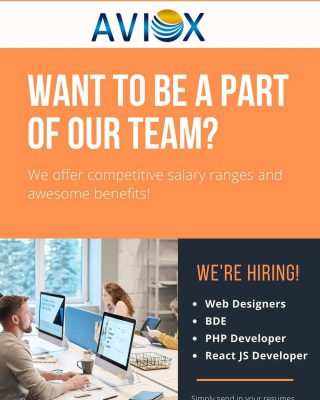 AVIOX
WANT TO BE A PART
OF OUR TEAM?
We offer competitive salary ranges and
awesome benefits!
WE'RE HIRING!
• Web Designers
• BDE
• PHP Developer
• React JS Developer
Simply send in your resumes